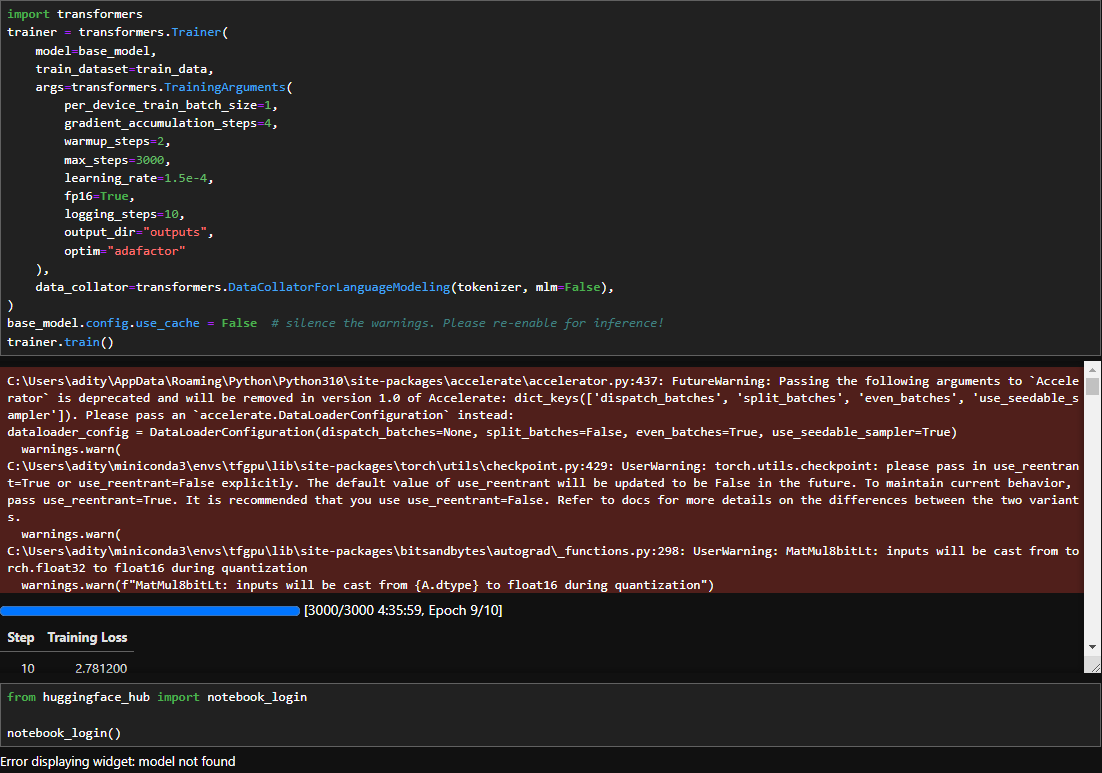 import transformers
trainer = transformers.Trainer(
    model=base_model,
    train_dataset=train_data,
    args=transformers.TrainingArguments(
        per_device_train_batch_size=1,
        gradient_accumulation_steps=4,
        warmup_steps=2,
        max_steps=3000,
        learning_rate=1.5e-4,
        fp16=True,
        logging_steps=10,
        output_dir="outputs",
        optim="adafactor"
    ),
    data_collator=transformers.DataCollatorForLanguageModeling(tokenizer, mlm=False),
)
base_model.config.use_cache = False  # silence the warnings. Please re-enable for inference!
trainer.train()
C:\Users\adity\AppData\Roaming\Python\Python310\site-packages\accelerate\accelerator.py:437: FutureWarning: Passing the following arguments to `Accele
rator` is deprecated and will be removed in version 1.0 of Accelerate: dict_keys(['dispatch_batches', 'split_batches', 'even_batches', 'use_seedable_s
ampler']). Please pass an `accelerate.DataLoaderConfiguration` instead:
dataloader_config = DataLoaderConfiguration(dispatch_batches=None, split_batches=False, even_batches=True, use_seedable_sampler=True)
  warnings.warn(
C:\Users\adity\miniconda3\envs\tfgpu\lib\site-packages\torch\utils\checkpoint.py:429: UserWarning: torch.utils.checkpoint: please pass in use_reentran
t=True or use_reentrant=False explicitly. The default value of use_reentrant will be updated to be False in the future. To maintain current behavior,
pass use_reentrant=True. It is recommended that you use use_reentrant=False. Refer to docs for more details on the differences between the two variant
s.
  warnings.warn(
C:\Users\adity\miniconda3\envs\tfgpu\lib\site-packages\bitsandbytes\autograd\_functions.py:298: UserWarning: MatMul8bitLt: inputs will be cast from to
rch.float32 to float16 during quantization
  warnings.warn(f"MatMul8bitLt: inputs will be cast from {A.dtype} to float16 during quantization")
[3000/3000 4:35:59, Epoch 9/10]
Step Training Loss
10 2.781200
from huggingface_hub import notebook_login
notebook_login()
Error displaying widget: model not found